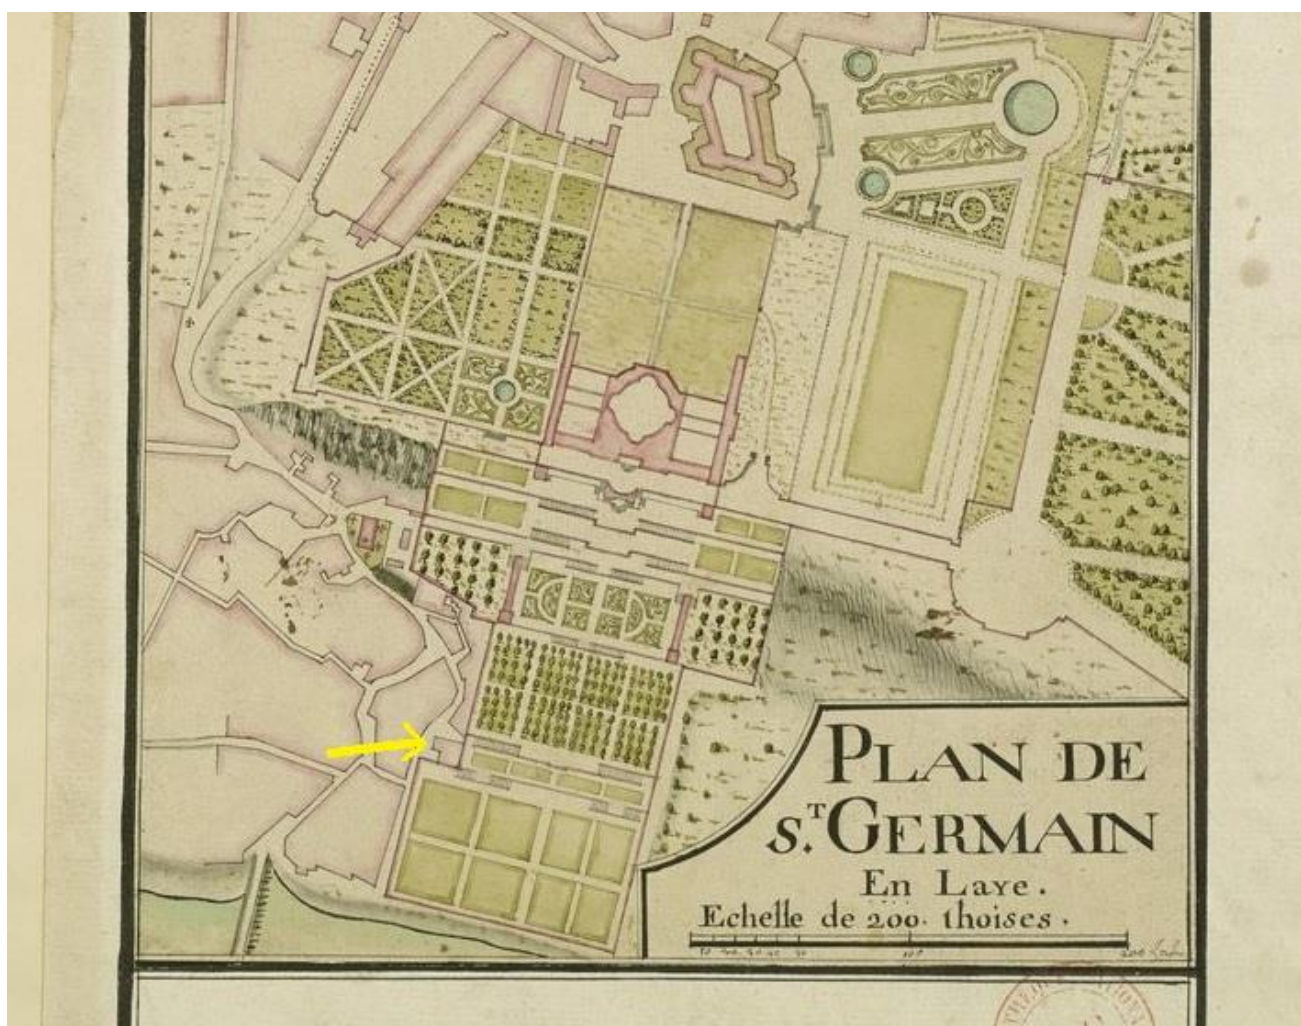 PLAN DE
S.T GERMAIN
En Laye.
Echelle de 200. thoises.